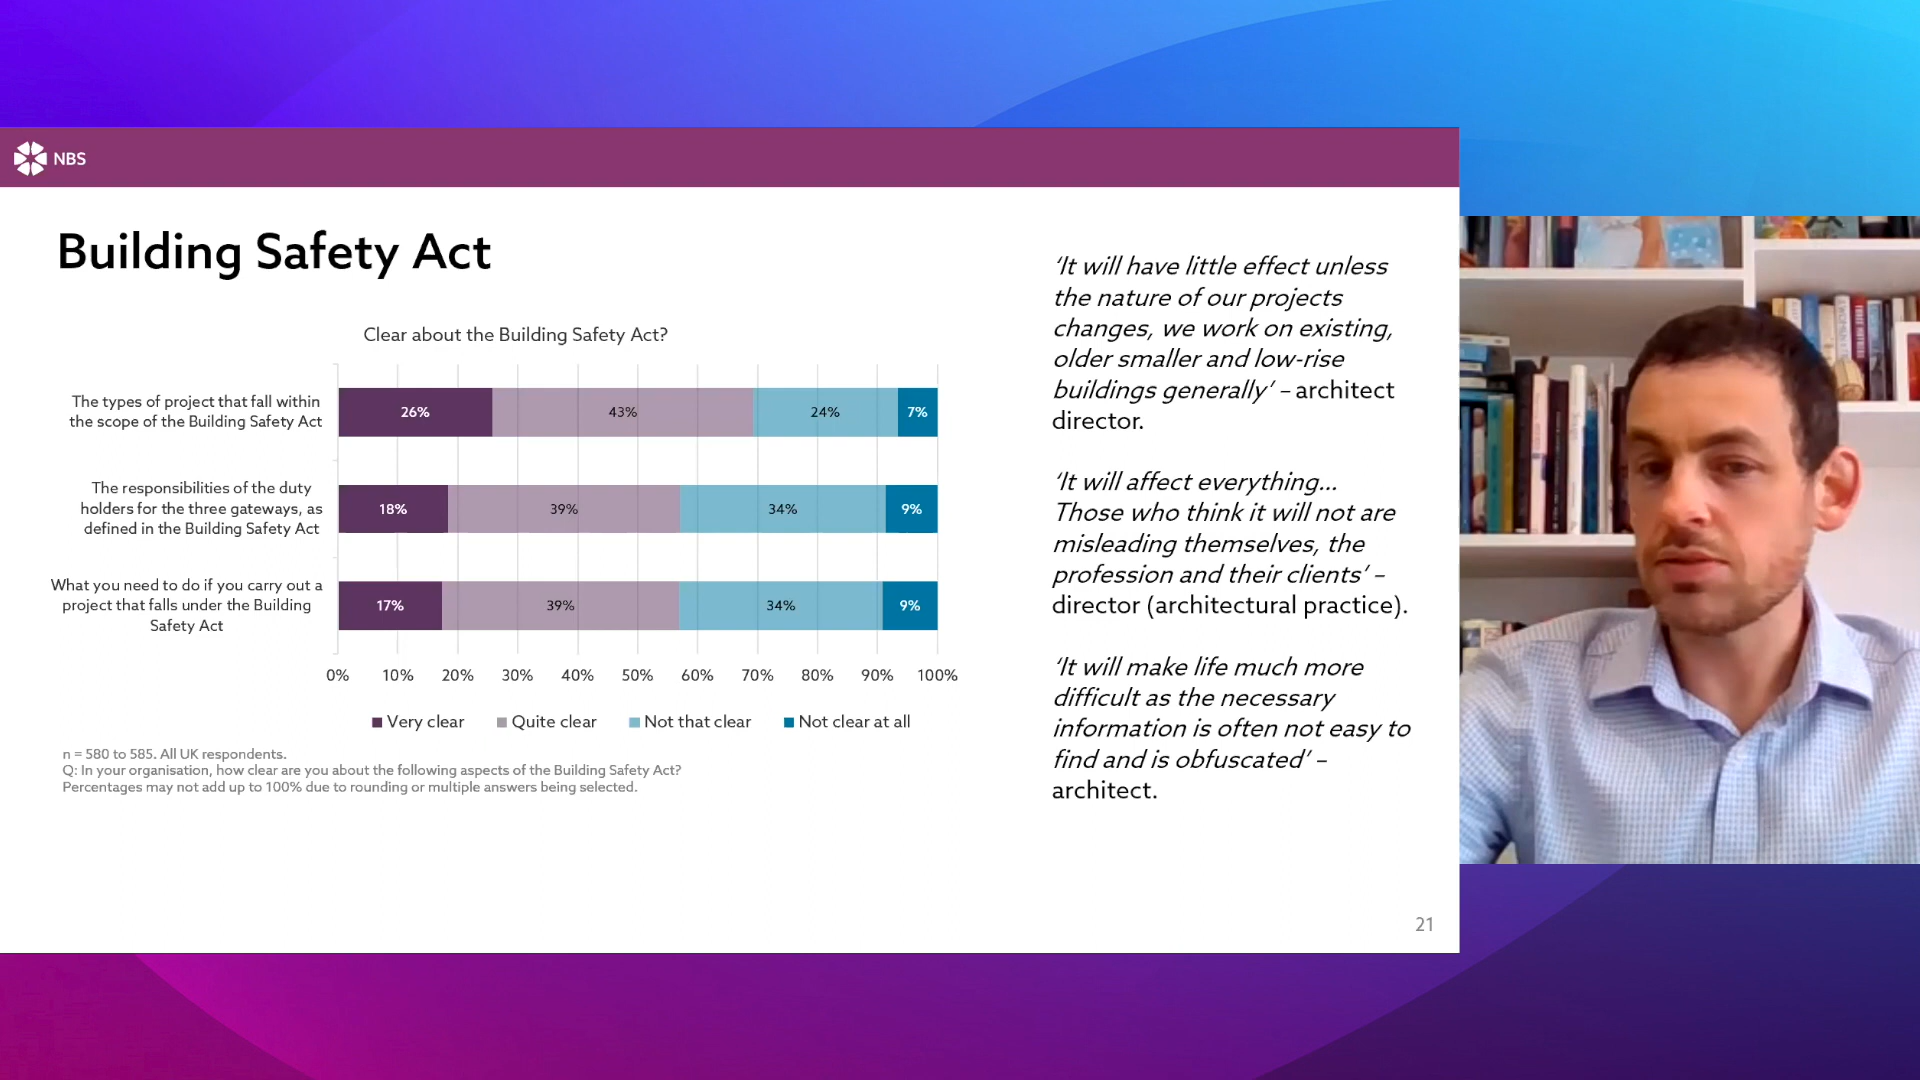 NBS
Building Safety Act
Clear about the Building Safety Act?
The types of project that fall within
the scope of the Building Safety Act
26%
43%
24%
7%
The responsibilities of the duty
holders for the three gateways, as
defined in the Building Safety Act
18%
39%
34%
9%
What you need to do if you carry out a
project that falls under the Building
Safety Act
17%
39%
34%
9%
0% 10% 20% 30% 40% 50% 60% 70% 80% 90% 100%
Very clear Quite clear Not that clear Not clear at all
n = 580 to 585. All UK respondents.
Q: In your organisation, how clear are you about the following aspects of the Building Safety Act?
Percentages may not add up to 100% due to rounding or multiple answers being selected.
‘It will have little effect unless
the nature of our projects
changes, we work on existing,
older smaller and low-rise
buildings generally’ – architect
director.
‘It will affect everything...
Those who think it will not are
misleading themselves, the
profession and their clients’ –
director (architectural practice).
‘It will make life much more
difficult as the necessary
information is often not easy to
find and is obfuscated’ –
architect.
21